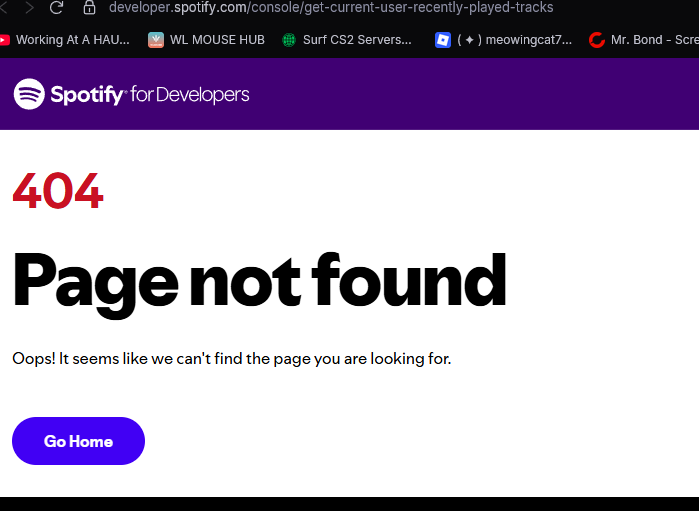 developer.spotify.com/console/get-current-user-recently-played-tracks
Working At A HAU... WL MOUSE HUB Surf CS2 Servers... ( ✦ ) meowingcat7... Mr. Bond - Scre
Spotify® for Developers
404
Page not found
Oops! It seems like we can't find the page you are looking for.
Go Home